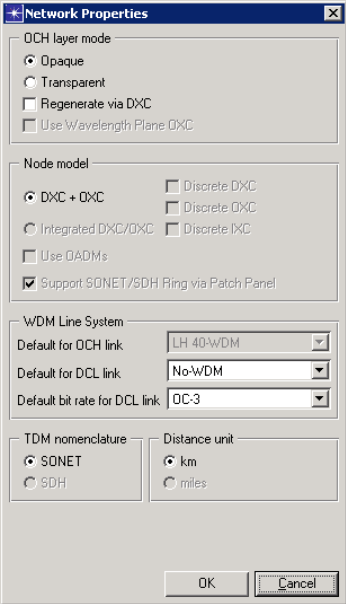 Network Properties
OCH layer mode
Opaque
Transparent
Regenerate via DXC
Use Wavelength Plane OXC
Node model
DXC + OXC
Discrete DXC
Discrete OXC
Integrated DXC/OXC
Discrete IXC
Use OADMs
Support SONET/SDH Ring via Patch Panel
WDM Line System
Default for OCH link
LH 40-WDM
Default for DCL link
No-WDM
Default bit rate for DCL link
OC-3
TDM nomenclature
Distance unit
SONET
km
SDH
miles
OK
Cancel